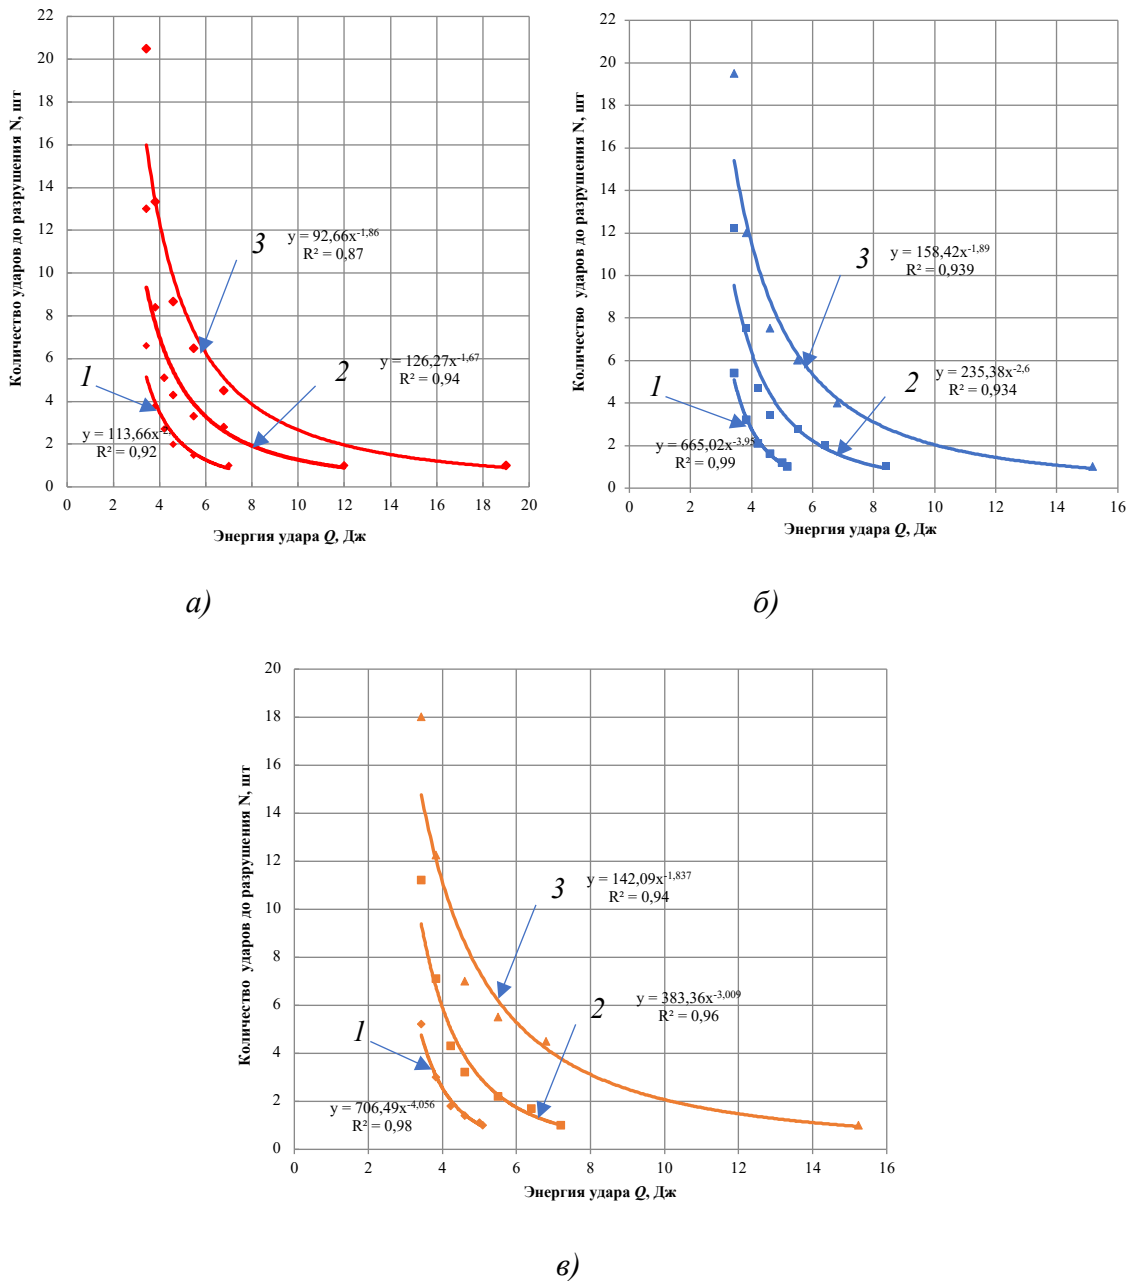 Количество ударов до разрушения N, шт
22
20
18
16
14
12
10
8
6
4
2
0
0 2 4 6 8 10 12 14 16 18 20
Энергия удара Q, Дж
3
y = 92,66x-1,86
R² = 0,87
2
y = 126,27x-1,67
R² = 0,94
1
y = 113,66x-2,
R² = 0,92
а)
Количество ударов до разрушения N, шт
22
20
18
16
14
12
10
8
6
4
2
0
0 2 4 6 8 10 12 14 16
Энергия удара Q, Дж
3
y = 158,42x-1,89
R² = 0,939
2
y = 235,38x-2,6
R² = 0,934
1
y = 665,02x-3,95
R² = 0,99
б)
Количество ударов до разрушения N, шт
20
18
16
14
12
10
8
6
4
2
0
0 2 4 6 8 10 12 14 16
Энергия удара Q, Дж
3
y = 142,09x-1,837
R² = 0,94
2
y = 383,36x-3,009
R² = 0,96
1
y = 706,49x-4,056
R² = 0,98
в)